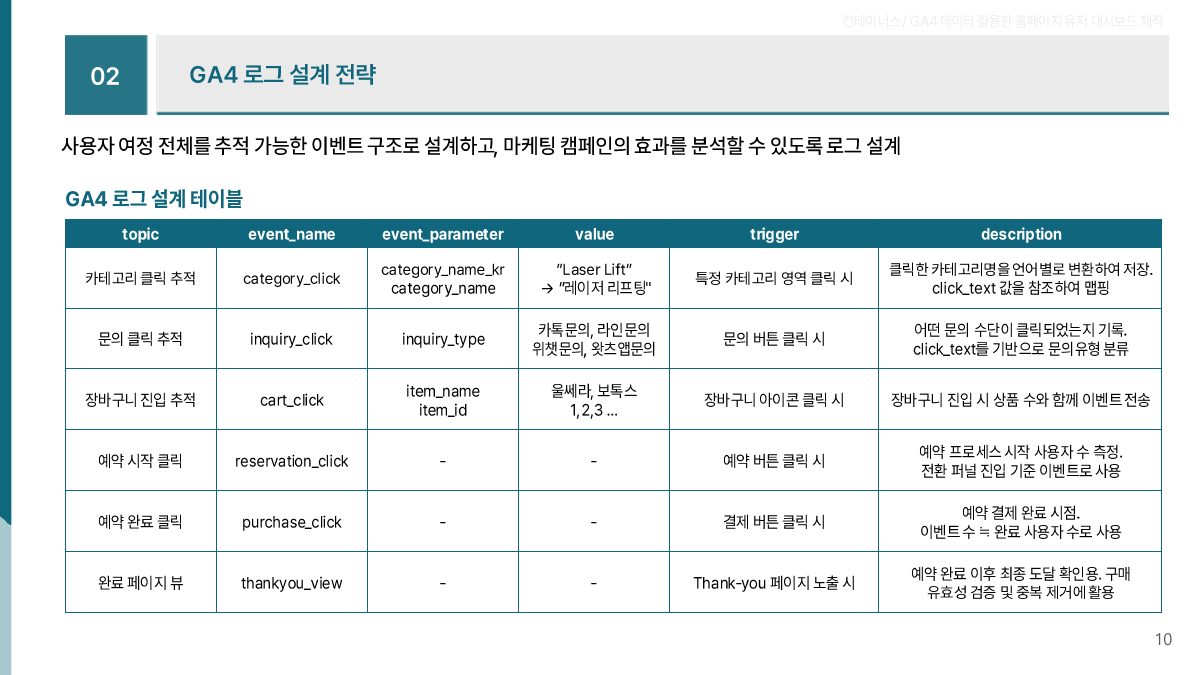 컨테이너스 / GA4 데이터 활용한 홈페이지 유저 대시보드 제작
02
GA4 로그 설계 전략
사용자 여정 전체를 추적 가능한 이벤트 구조로 설계하고, 마케팅 캠페인의 효과를 분석할 수 있도록 로그 설계
GA4 로그 설계 테이블
topic event_name event_parameter value trigger description
카테고리 클릭 추적
category_click
category_name_kr
category_name
"Laser Lift"
→ "레이저 리프팅"
특정 카테고리 영역 클릭 시
클릭한 카테고리명을 언어별로 변환하여 저장.
click_text 값을 참조하여 맵핑
문의 클릭 추적
inquiry_click
inquiry_type
카톡문의, 라인문의
위챗문의, 왓츠앱문의
문의 버튼 클릭 시
어떤 문의 수단이 클릭되었는지 기록.
click_text를 기반으로 문의유형 분류
장바구니 진입 추적
cart_click
item_name
item_id
울쎄라, 보톡스
1,2,3 ...
장바구니 아이콘 클릭 시
장바구니 진입 시 상품 수와 함께 이벤트 전송
예약 시작 클릭
reservation_click
-
-
예약 버튼 클릭 시
예약 프로세스 시작 사용자 수 측정.
전환 퍼널 진입 기준 이벤트로 사용
예약 완료 클릭
purchase_click
-
-
결제 버튼 클릭 시
예약 결제 완료 시점.
이벤트 수 ≒ 완료 사용자 수로 사용
완료 페이지 뷰
thankyou_view
-
-
Thank-you 페이지 노출 시
예약 완료 이후 최종 도달 확인용. 구매
유효성 검증 및 중복 제거에 활용
10